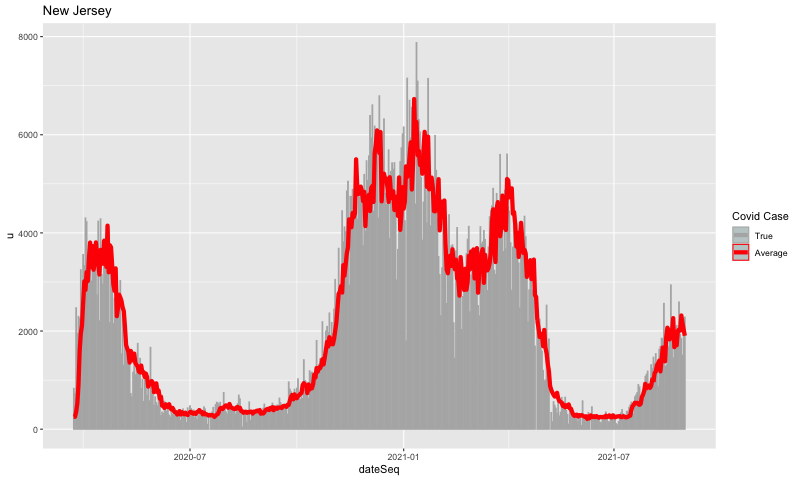 New Jersey
8000
6000
4000
2000
0
u
2020-07
2021-01
2021-07
dateSeq
Covid Case
True
Average